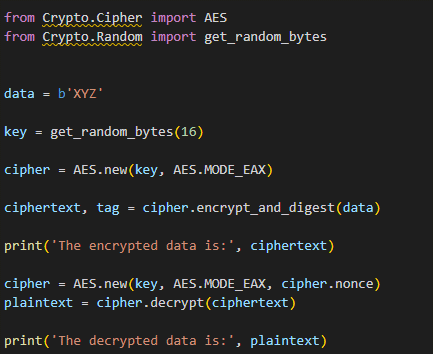 from Crypto.Cipher import AES
from Crypto.Random import get_random_bytes
data = b'XYZ'
key = get_random_bytes(16)
cipher = AES.new(key, AES.MODE_EAX)
ciphertext, tag = cipher.encrypt_and_digest(data)
print('The encrypted data is:', ciphertext)
cipher = AES.new(key, AES.MODE_EAX, cipher.nonce)
plaintext = cipher.decrypt(ciphertext)
print('The decrypted data is:', plaintext)